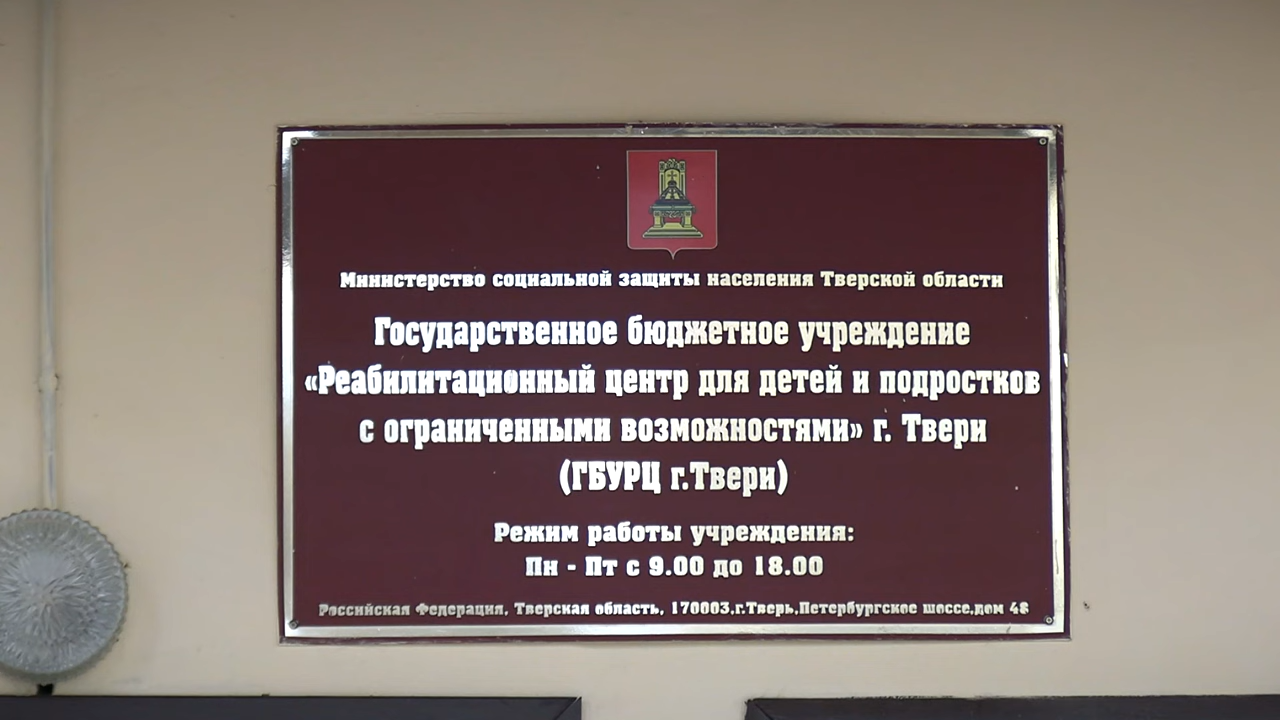 Министерство социальной защиты населения Тверской области
Государственное бюджетное учреждение
«Реабилитационный центр для детей и подростков
с ограниченными возможностями» г. Твери
(ГБУРЦ г.Твери)
Режим работы учреждения:
Пн - Пт с 9.00 до 18.00
Российская Федерация, Тверская область, 170003,г.Тверь,Петербургское шоссе,дом